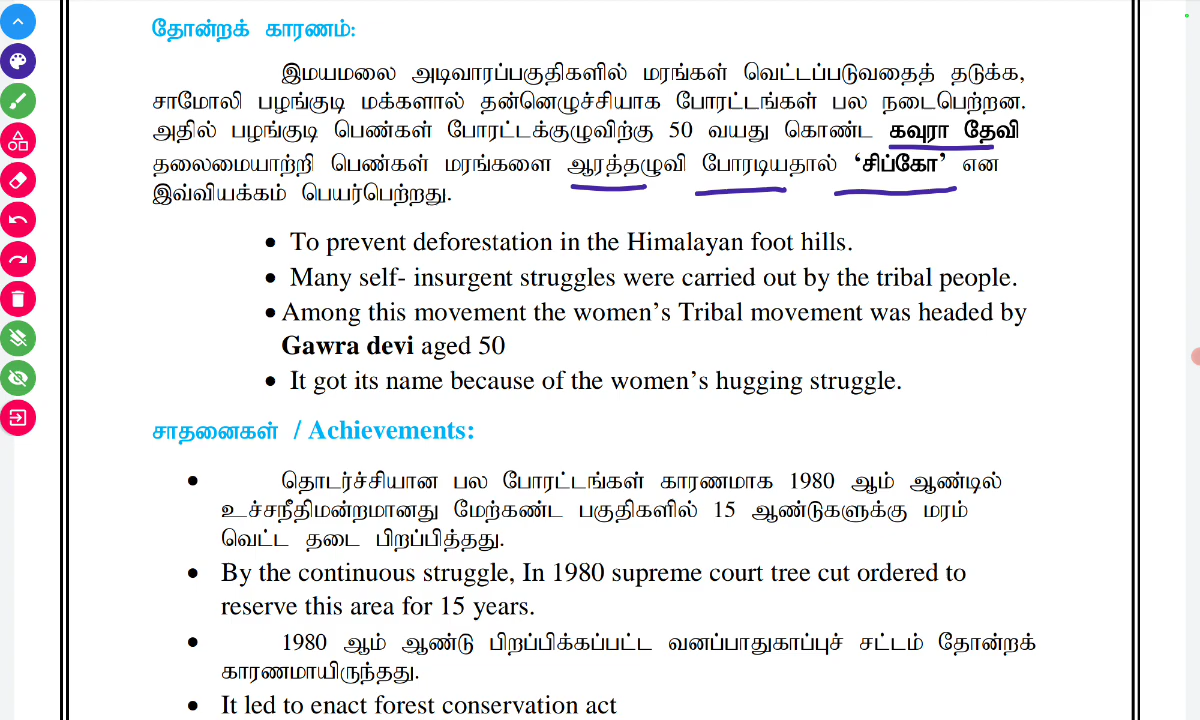 தோன்றக் காரணம்:
இமயமலை அடிவாரப்பகுதிகளில் மரங்கள் வெட்டப்படுவதைத் தடுக்க,
சாமோலி பழங்குடி மக்களால் தன்னெழுச்சியாக போரட்டங்கள் பல நடைபெற்றன.
அதில் பழங்குடி பெண்கள் போரட்டக்குழுவிற்கு 50 வயது கொண்ட கவுரா தேவி
தலைமையாற்றி பெண்கள் மரங்களை ஆரத்தழுவி போரடியதால் ‘சிப்கோ’ என
இவ்வியக்கம் பெயர்பெற்றது.
• To prevent deforestation in the Himalayan foot hills.
• Many self- insurgent struggles were carried out by the tribal people.
• Among this movement the women’s Tribal movement was headed by
Gawra devi aged 50
• It got its name because of the women’s hugging struggle.
சாதனைகள் / Achievements:
• தொடர்ச்சியான பல போரட்டங்கள் காரணமாக 1980 ஆம் ஆண்டில்
உச்சநீதிமன்றமானது மேற்கண்ட பகுதிகளில் 15 ஆண்டுகளுக்கு மரம்
வெட்ட தடை பிறப்பித்தது.
• By the continuous struggle, In 1980 supreme court tree cut ordered to
reserve this area for 15 years.
• 1980 ஆம் ஆண்டு பிறப்பிக்கப்பட்ட வனப்பாதுகாப்புச் சட்டம் தோன்றக்
காரணமாயிருந்தது.
• It led to enact forest conservation act